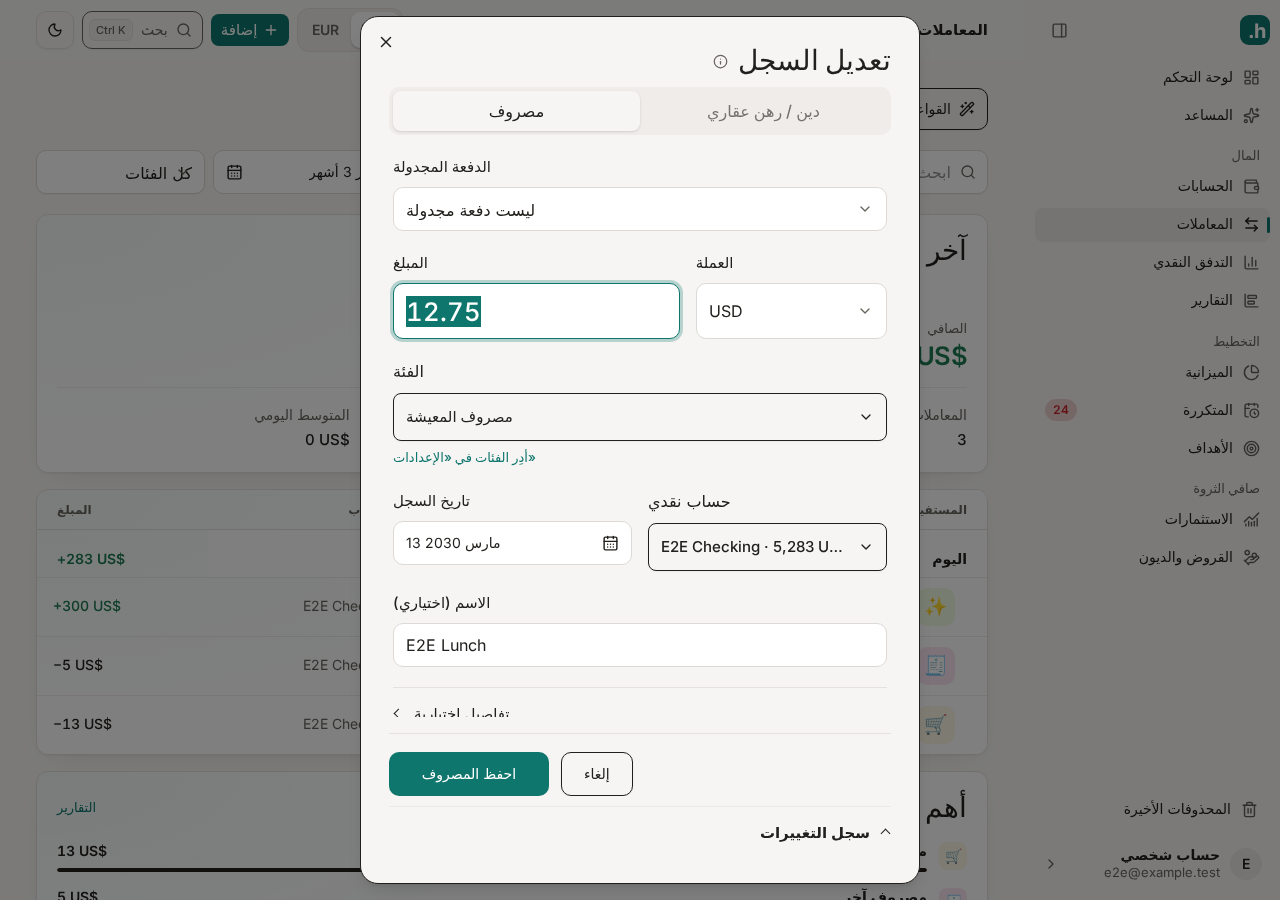 .h
لوحة التحكم
المساعد
المال
الحسابات
المعاملات
التدفق النقدي
التقارير
التخطيط
الميزانية
المتكررة
24
الأهداف
صافي الثروة
الاستثمارات
القروض والديون
المحذوفات الأخيرة
E
حساب شخصي
e2e@example.test
المعاملات
EUR
إضافة
بحث
Ctrl K
كل الفئات
3 أشهر
آخر
الصافي
US$
3
المتوسط اليومي
0 US$
المبلغ
اليوم
+283 US$
+300 US$
−5 US$
−13 US$
أهم
التقارير
13 US$
5 US$
مصروف آخر
تعديل السجل
دين / رهن عقاري
مصروف
الدفعة المجدولة
ليست دفعة مجدولة
العملة
المبلغ
USD
12.75
الفئة
مصروف المعيشة
أدِر الفئات في «الإعدادات»
حساب نقدي
تاريخ السجل
E2E Checking · 5,283 U…
13 مارس 2030
الاسم (اختياري)
E2E Lunch
تفاصيل اختيارية
إلغاء
احفظ المصروف
سجل التغييرات